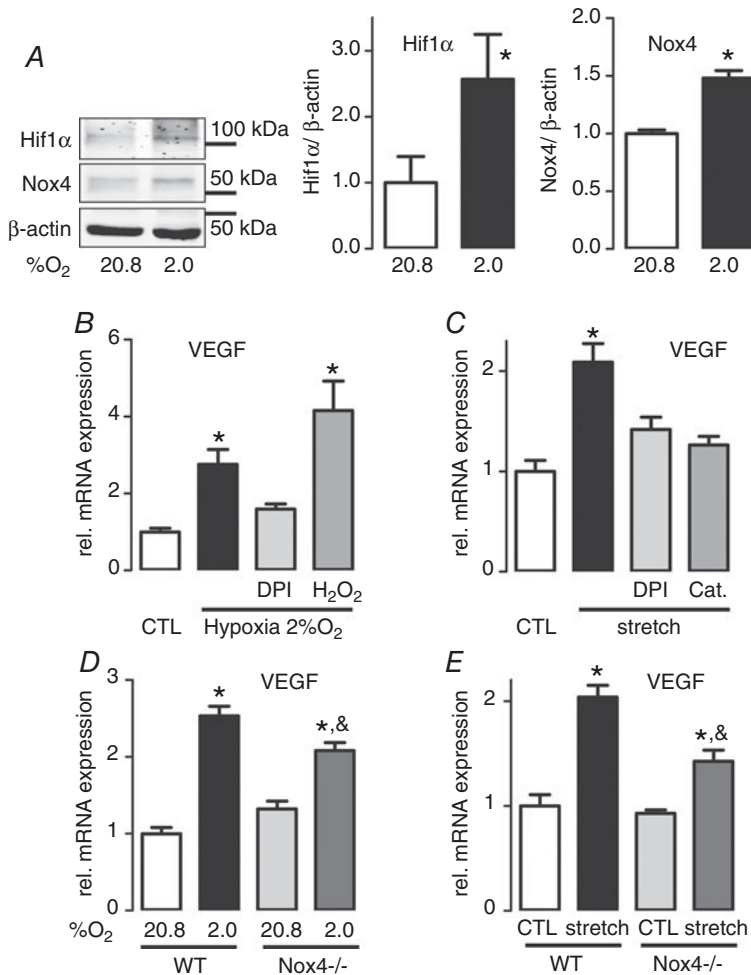 A
Hif1α
100 kDa
Nox4
50 kDa
β-actin
50 kDa
%O₂
20.8 2.0
Hif1α
Hif1α/ β-actin
3.0
2.0
1.0
0.0
*
20.8 2.0
Nox4
Nox4/ β-actin
2.0
1.5
1.0
0.5
0.0
*
20.8 2.0
B
VEGF
rel. mRNA expression
6
4
2
0
* *
DPI H₂O₂
CTL Hypoxia 2%O₂
C
VEGF
rel. mRNA expression
2
1
0
*
DPI Cat.
CTL stretch
D
VEGF
rel. mRNA expression
3
2
1
0
* *,&
%O₂ 20.8 2.0 20.8 2.0
WT Nox4-/-
E
VEGF
rel. mRNA expression
2
1
0
* *,&
CTL stretch CTL stretch
WT Nox4-/-